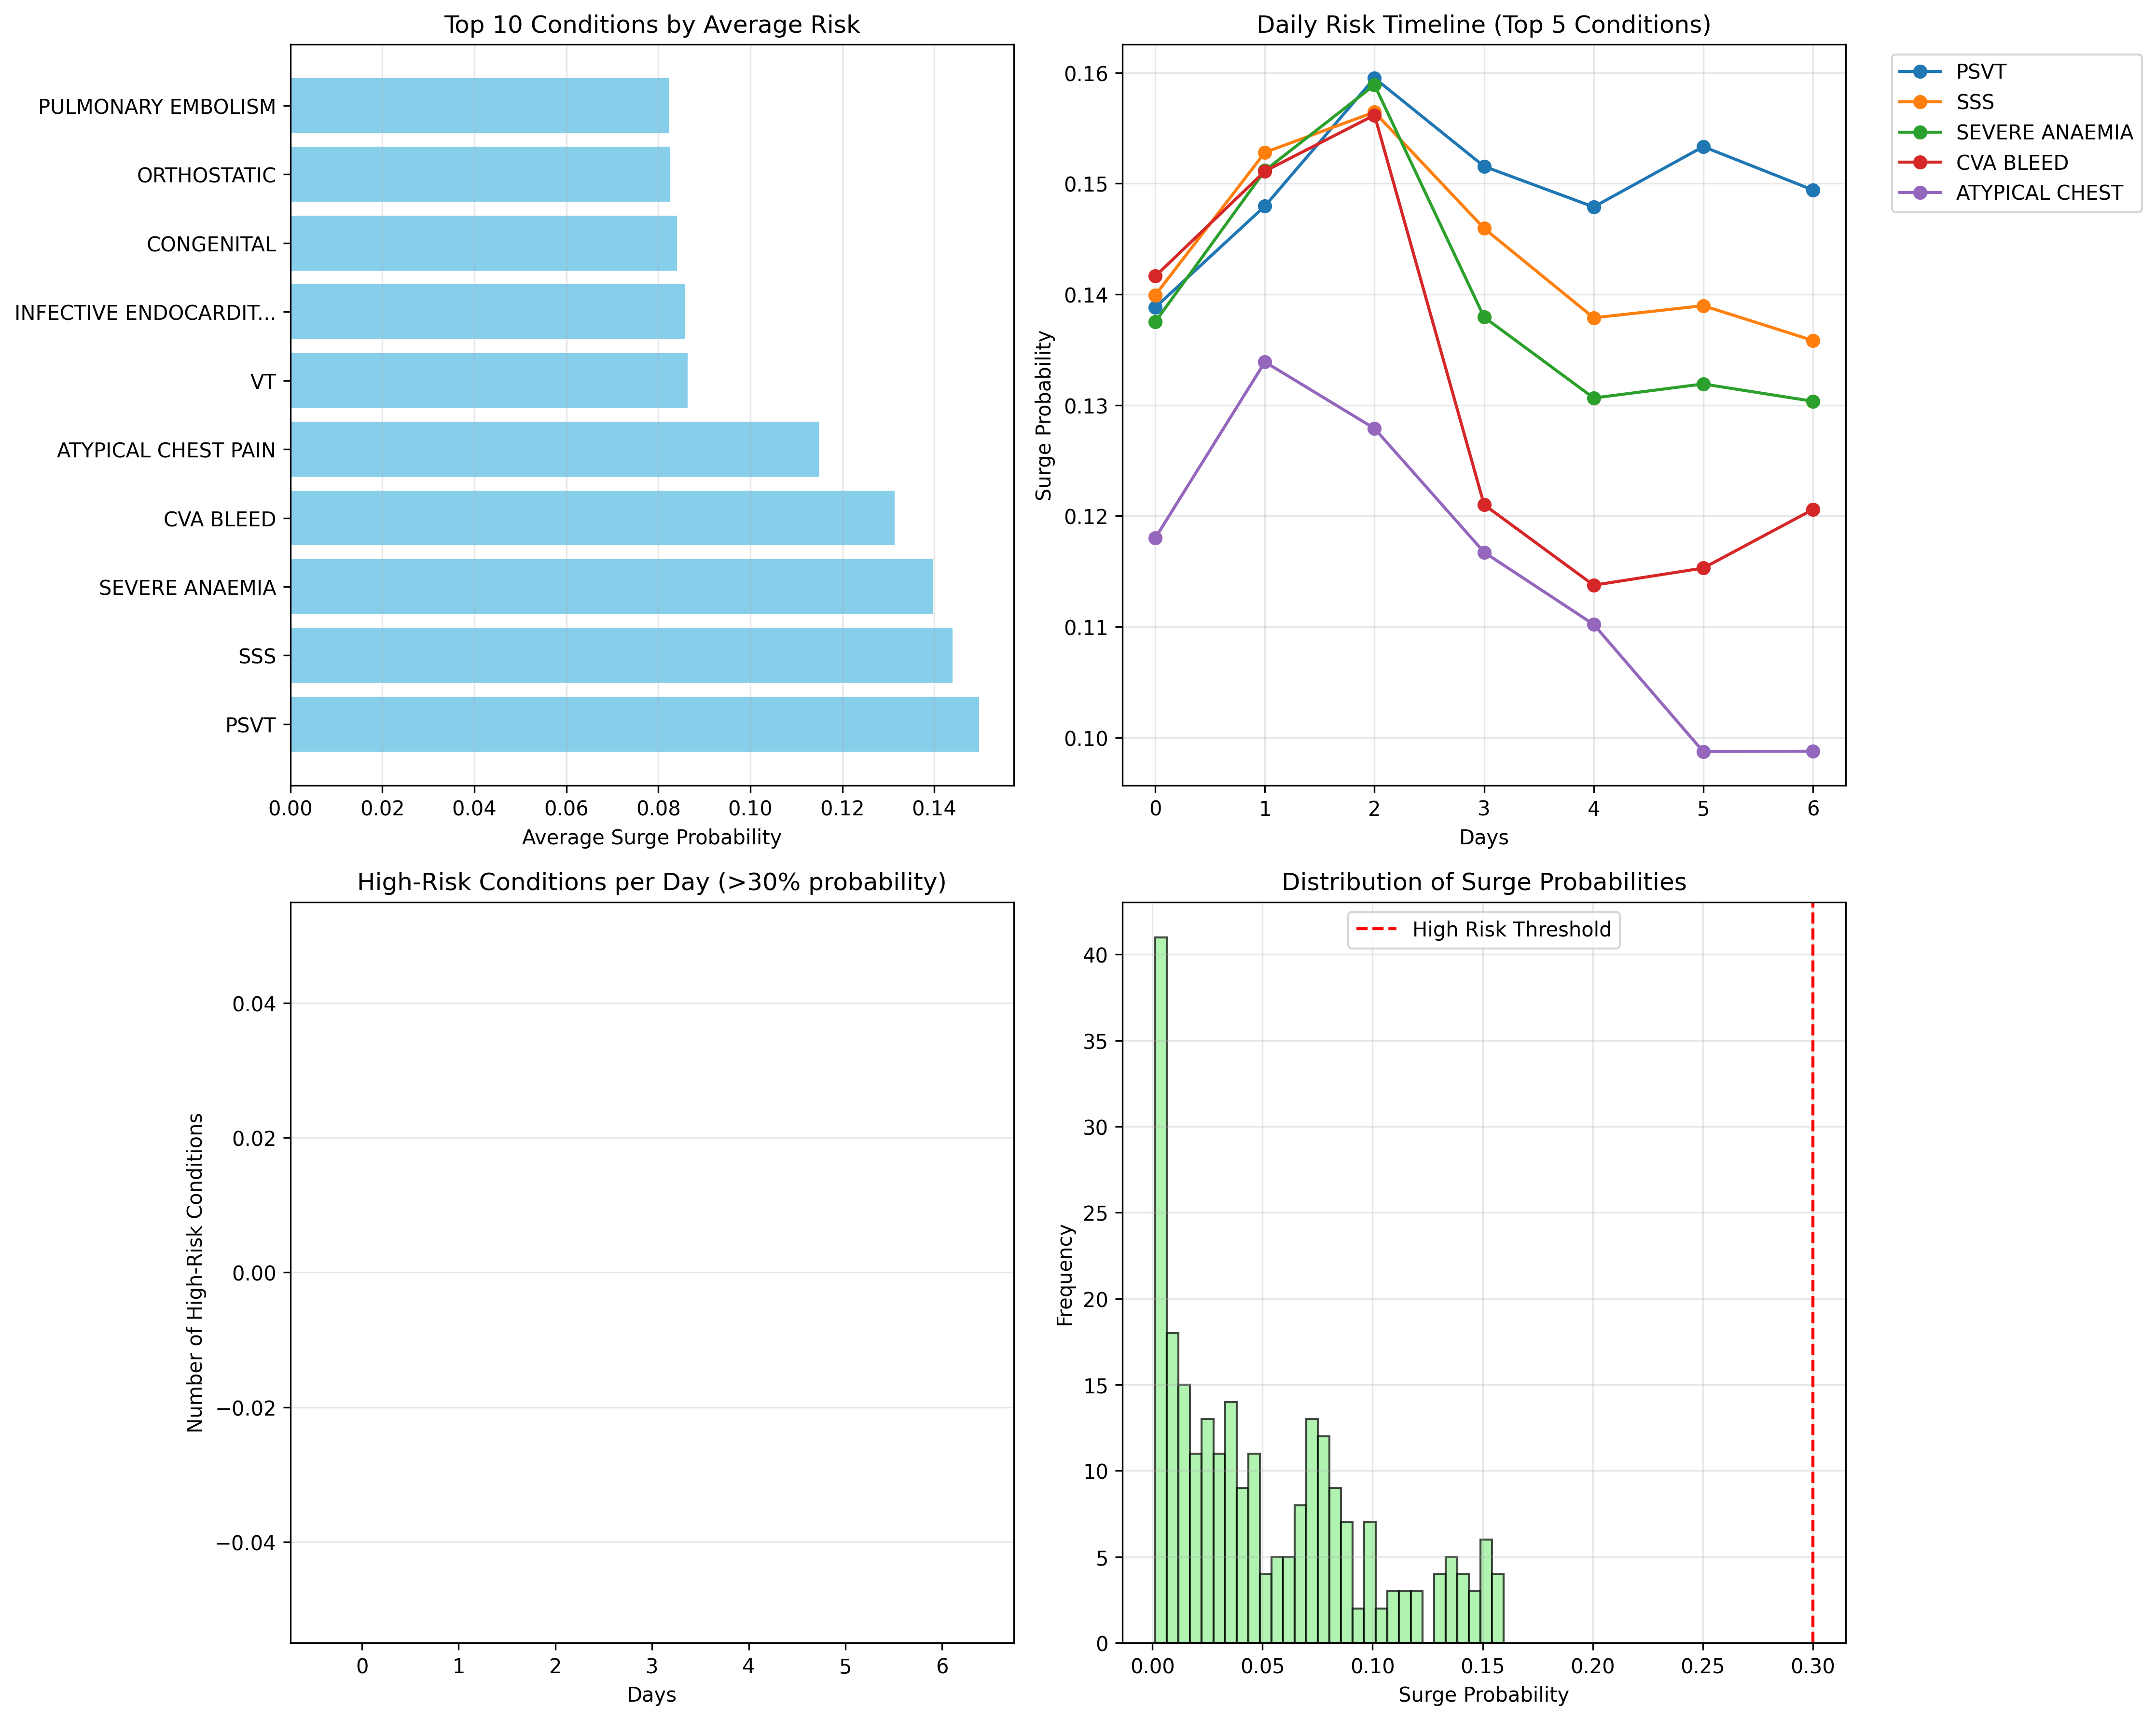 Top 10 Conditions by Average Risk
PULMONARY EMBOLISM
ORTHOSTATIC
CONGENITAL
INFECTIVE ENDOCARDIT...
VT
ATYPICAL CHEST PAIN
CVA BLEED
SEVERE ANAEMIA
SSS
PSVT
0.00 0.02 0.04 0.06 0.08 0.10 0.12 0.14
Average Surge Probability
Daily Risk Timeline (Top 5 Conditions)
Surge Probability
0.16
0.15
0.14
0.13
0.12
0.11
0.10
0 1 2 3 4 5 6
Days
PSVT
SSS
SEVERE ANAEMIA
CVA BLEED
ATYPICAL CHEST
High-Risk Conditions per Day (>30% probability)
Number of High-Risk Conditions
0.04
0.02
0.00
−0.02
−0.04
0 1 2 3 4 5 6
Days
Distribution of Surge Probabilities
High Risk Threshold
Frequency
40
35
30
25
20
15
10
5
0
0.00 0.05 0.10 0.15 0.20 0.25 0.30
Surge Probability